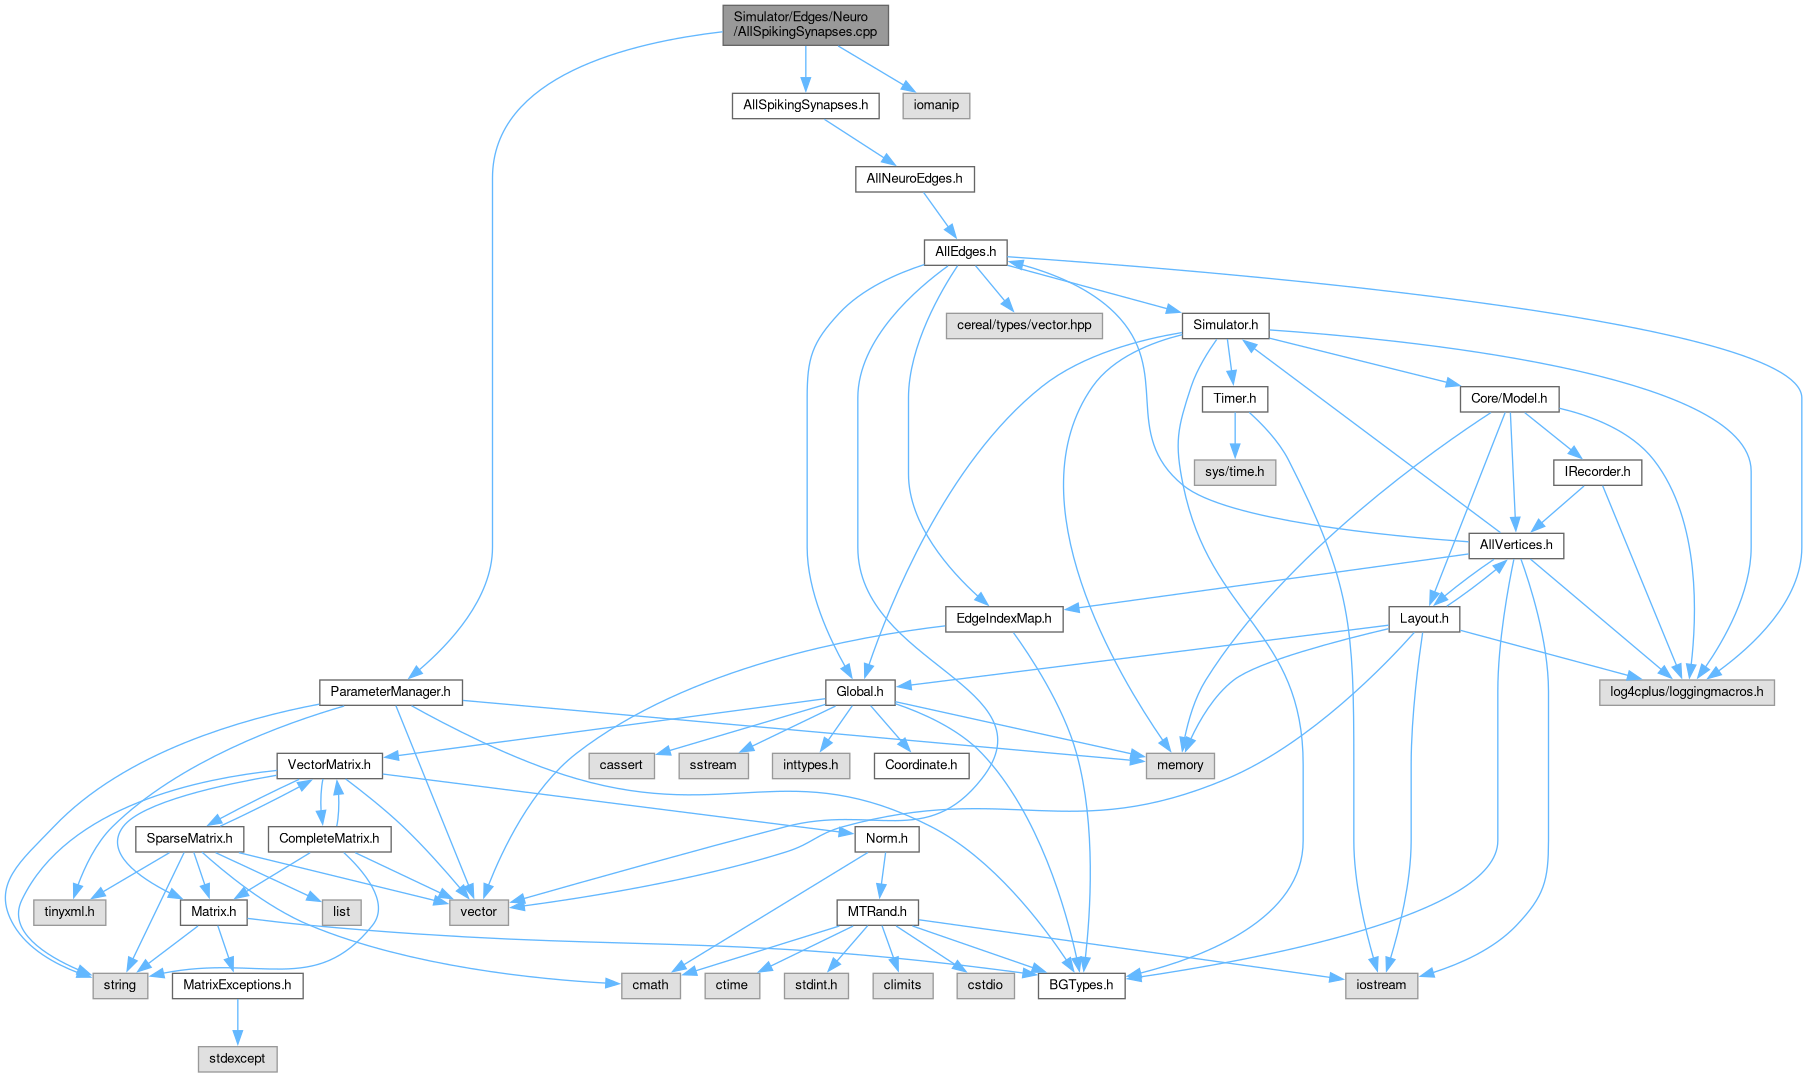 Simulator/Edges/Neuro
/AllSpikingSynapses.cpp
AllSpikingSynapses.h
iomanip
AllNeuroEdges.h
AllEdges.h
cereal/types/vector.hpp
Simulator.h
Timer.h
Core/Model.h
sys/time.h
IRecorder.h
AllVertices.h
EdgeIndexMap.h
Layout.h
ParameterManager.h
Global.h
log4cplus/loggingmacros.h
VectorMatrix.h
cassert
sstream
inttypes.h
Coordinate.h
memory
SparseMatrix.h
CompleteMatrix.h
Norm.h
tinyxml.h
Matrix.h
list
vector
MTRand.h
string
MatrixExceptions.h
cmath
ctime
stdint.h
climits
cstdio
BGTypes.h
iostream
stdexcept